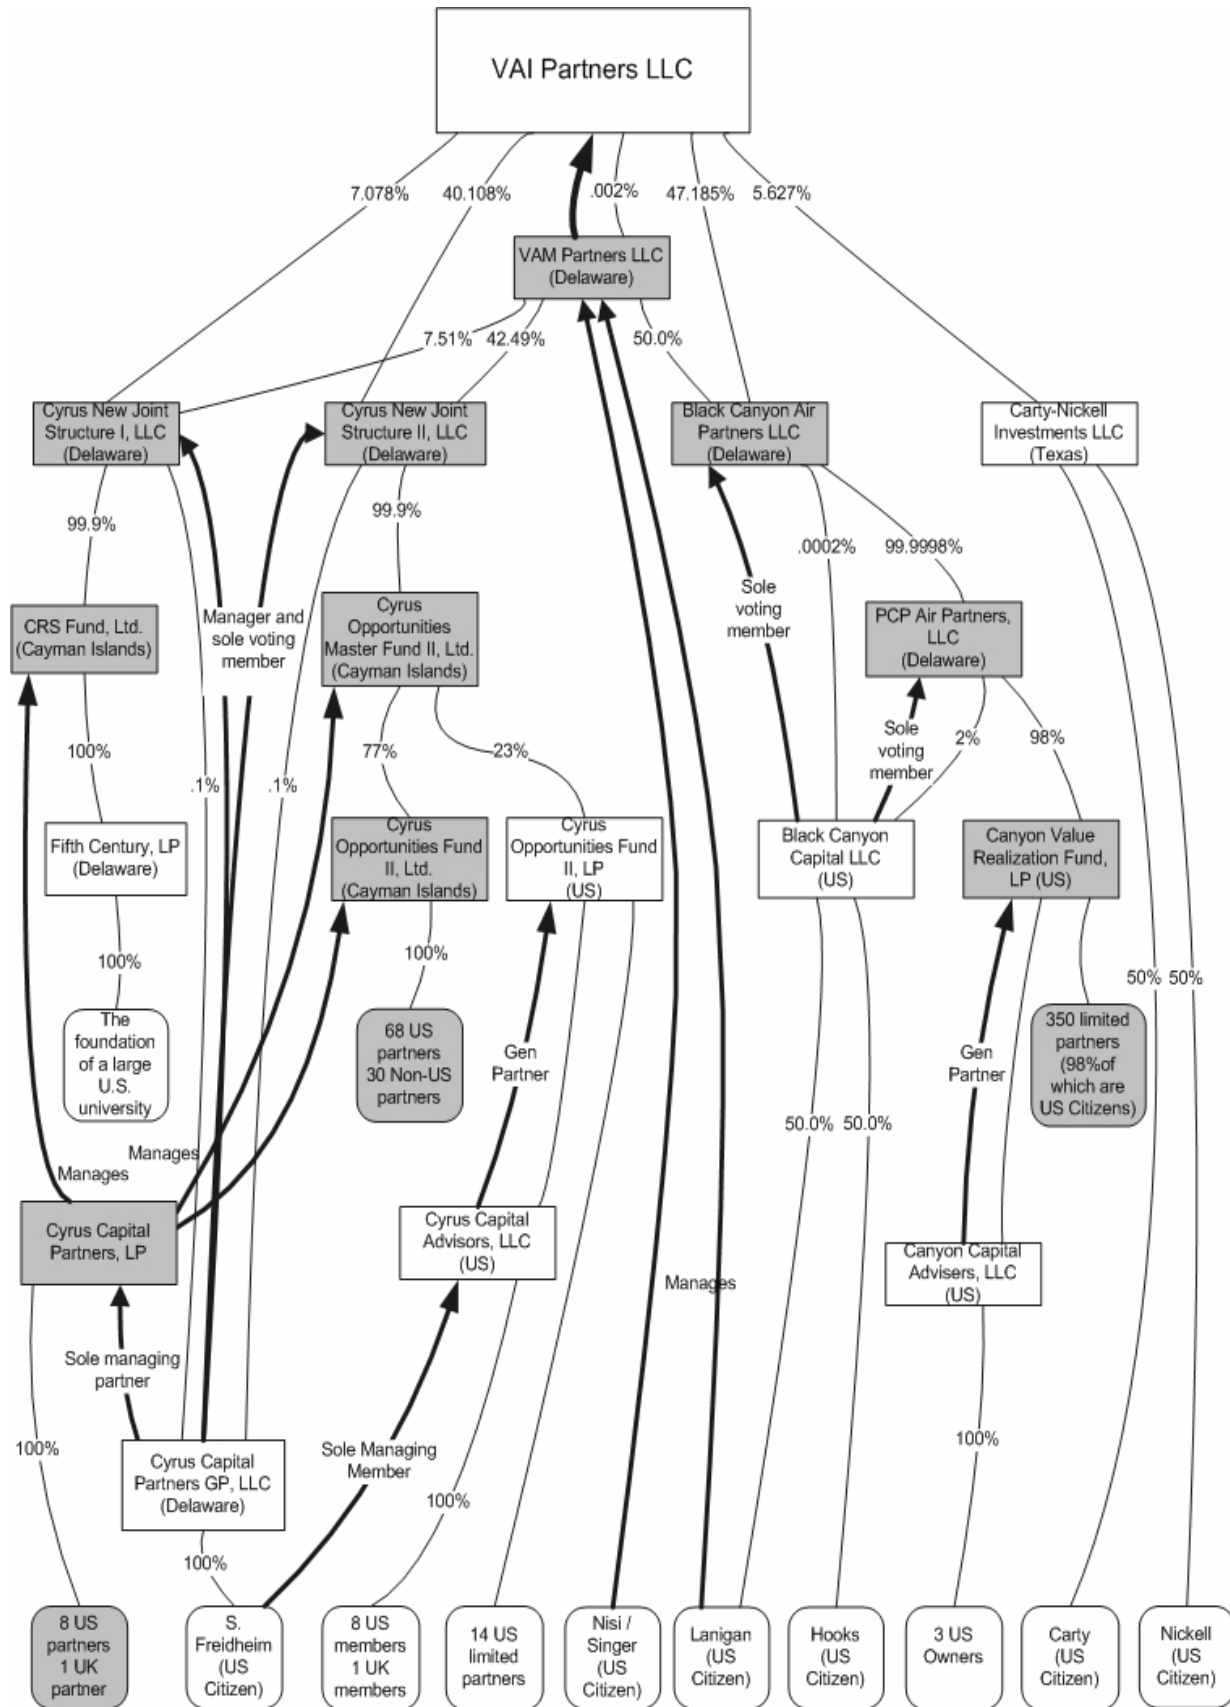 VAI Partners LLC
7.078%
40.108%
.002%
47.185%
5.627%
VAM Partners LLC
(Delaware)
7.51%
42.49%
50.0%
Cyrus New Joint
Structure I, LLC
(Delaware)
Cyrus New Joint
Structure II, LLC
(Delaware)
Black Canyon Air
Partners LLC
(Delaware)
Carty-Nickell
Investments LLC
(Texas)
99.9%
99.9%
.0002%
99.9998%
CRS Fund, Ltd.
(Cayman Islands)
Manager and
sole voting
member
Cyrus
Opportunities
Master Fund II, Ltd.
(Cayman Islands)
Sole
voting
member
PCP Air Partners,
LLC
(Delaware)
100%
.1%
.1%
77%
23%
Sole
voting
member
2%
98%
Fifth Century, LP
(Delaware)
Cyrus
Opportunities Fund
II, Ltd.
(Cayman Islands)
Cyrus
Opportunities Fund
II, LP
(US)
Black Canyon
Capital LLC
(US)
Canyon Value
Realization Fund,
LP (US)
100%
100%
50%
50%
The
foundation
of a large
U.S.
university
68 US
partners
30 Non-US
partners
Gen
Partner
Gen
Partner
350 limited
partners
(98%of
which are
US Citizens)
50.0%
50.0%
Manages
Manages
Cyrus Capital
Partners, LP
Cyrus Capital
Advisors, LLC
(US)
Manages
Canyon Capital
Advisers, LLC
(US)
Sole managing
partner
100%
Cyrus Capital
Partners GP, LLC
(Delaware)
Sole Managing
Member
100%
100%
100%
8 US
partners
1 UK
partner
S.
Freidheim
(US
Citizen)
8 US
members
1 UK
members
14 US
limited
partners
Nisi /
Singer
(US
Citizen)
Lanigan
(US
Citizen)
Hooks
(US
Citizen)
3 US
Owners
Carty
(US
Citizen)
Nickell
(US
Citizen)